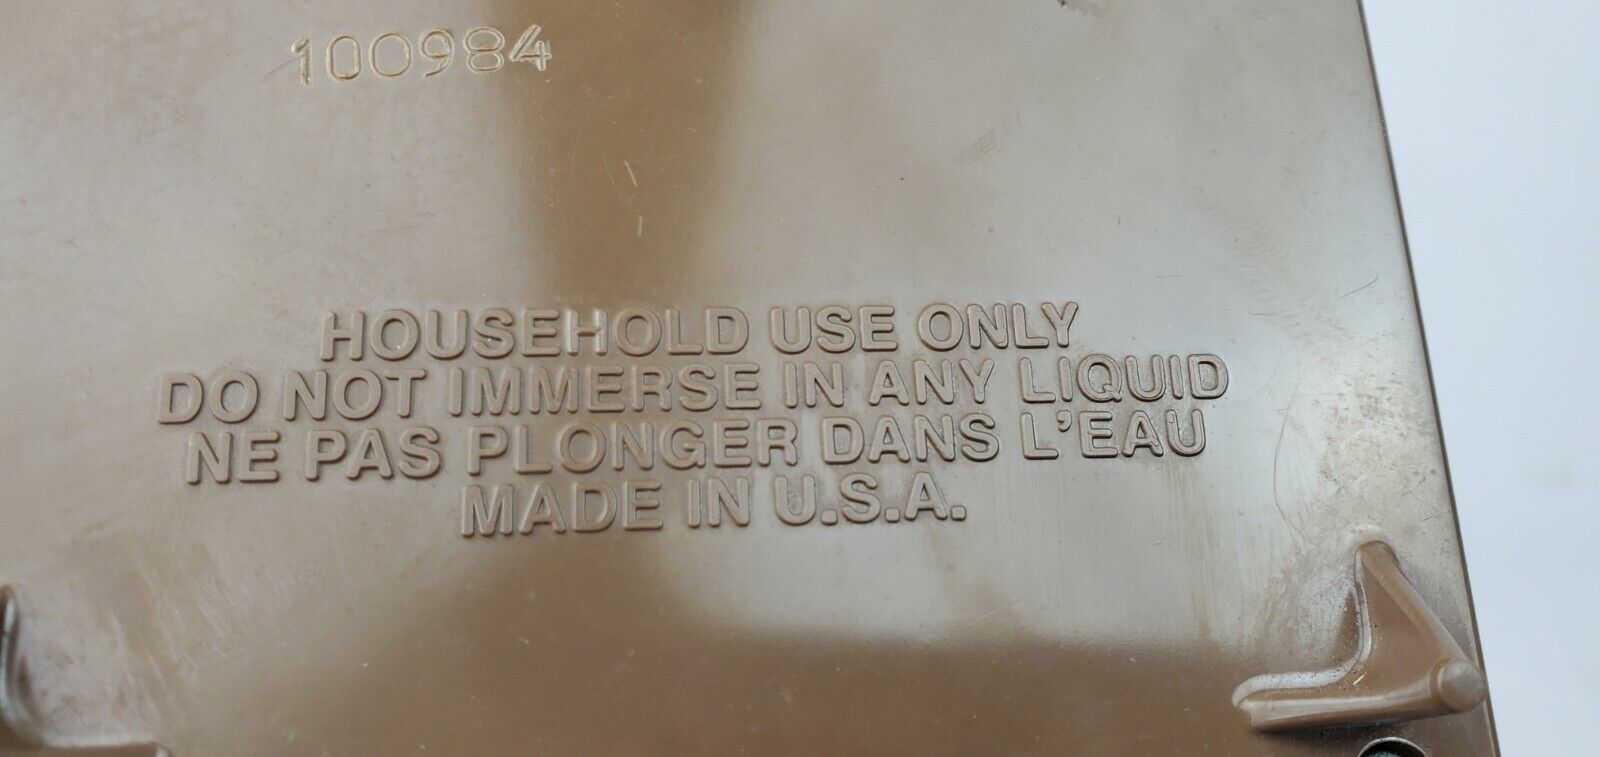 100984
HOUSEHOLD USE ONLY
DO NOT IMMERSE IN ANY LIQUID
NE PAS PLONGER DANS L'EAU
MADE IN U.S.A.